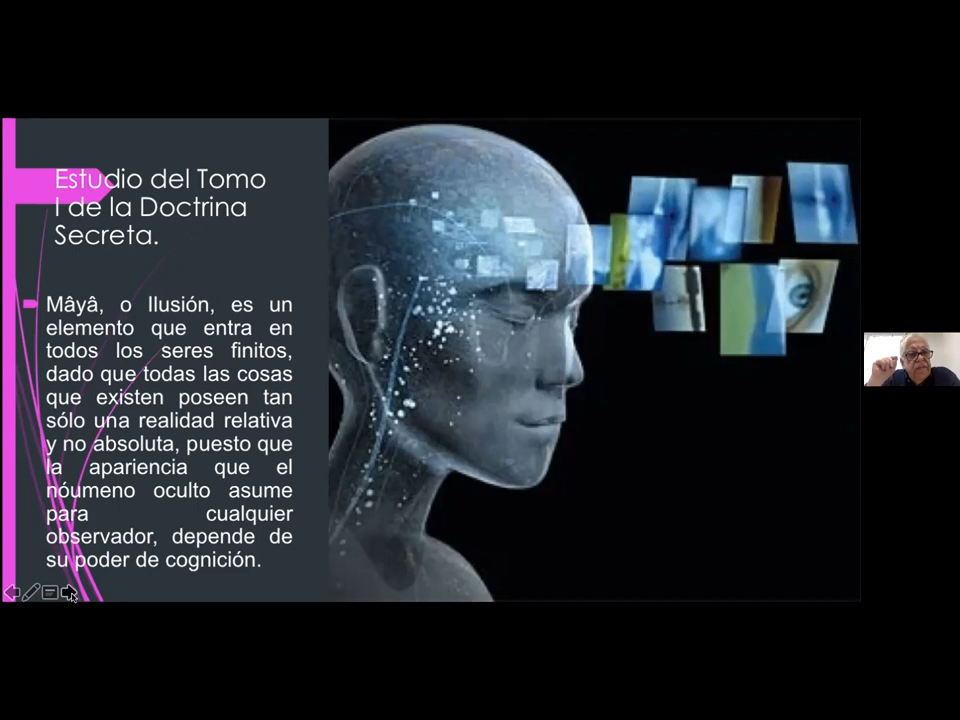 Estudio del Tomo
I de la Doctrina
Secreta.
Mâyâ, o Ilusión, es un
elemento que entra en
todos los seres finitos,
dado que todas las cosas
que existen poseen tan
sólo una realidad relativa
y no absoluta, puesto que
la apariencia que el
nóumeno oculto asume
para cualquier
observador, depende de
su poder de cognición.